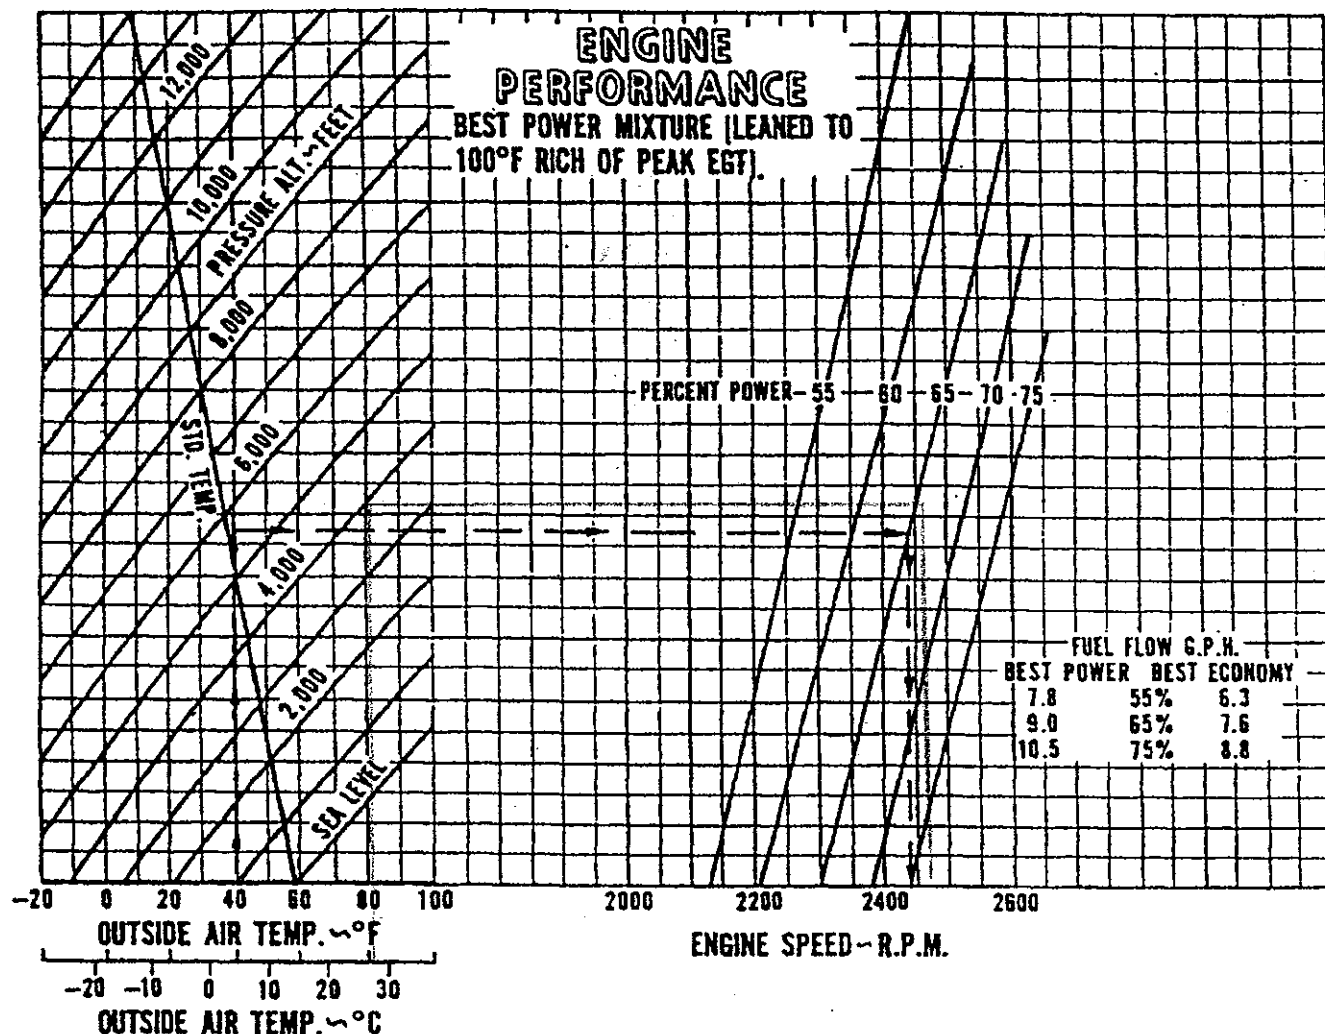 ENGINE
PERFORMANCE
BEST POWER MIXTURE (LEANED TO
100°F RICH OF PEAK EGT).
12,000
10,000
PRESSURE ALT.~FEET
8,000
6,000
4,000
2,000
SEA LEVEL
STD. TEMP.
PERCENT POWER-55-60-65-70-75
FUEL FLOW G.P.H.
BEST POWER BEST ECONOMY
7.8 55% 6.3
9.0 65% 7.6
10.5 75% 8.8
-20 0 20 40 60 80 100
2000 2200 2400 2600
OUTSIDE AIR TEMP.~°F
ENGINE SPEED~R.P.M.
-20 -10 0 10 20 30
OUTSIDE AIR TEMP.~°C